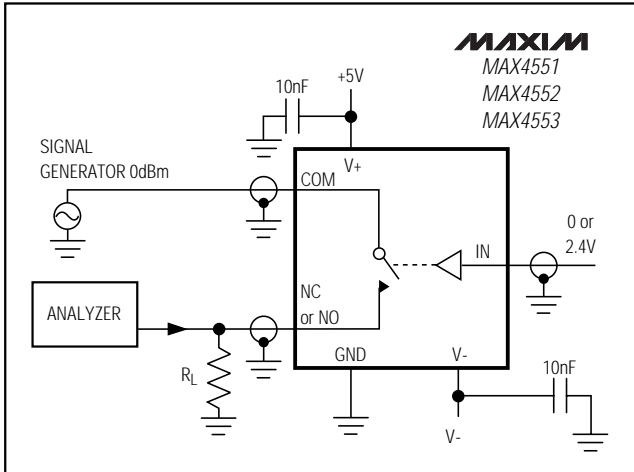 MAXIM
MAX4551
MAX4552
MAX4553
+5V
10nF
SIGNAL
GENERATOR 0dBm
V+
COM
0 or
2.4V
IN
NC
or NO
ANALYZER
GND
V-
10nF
RL
V-